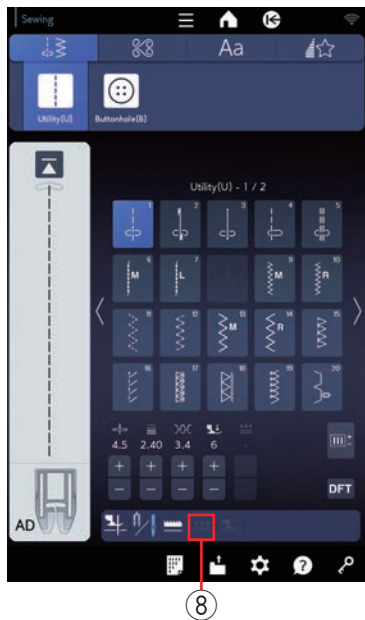 Sewing
Aa
Utility(U) Buttonhole(B)
Utility(U) - 1 / 2
1 2 3 4 5
6 M 7 L 9 M 10 R
11 12 13 M 14 R 15
16 17 18 19 20
4.5 2.40 3.4 6 -
+ + + +
- - - -
DFT
AD
?
8